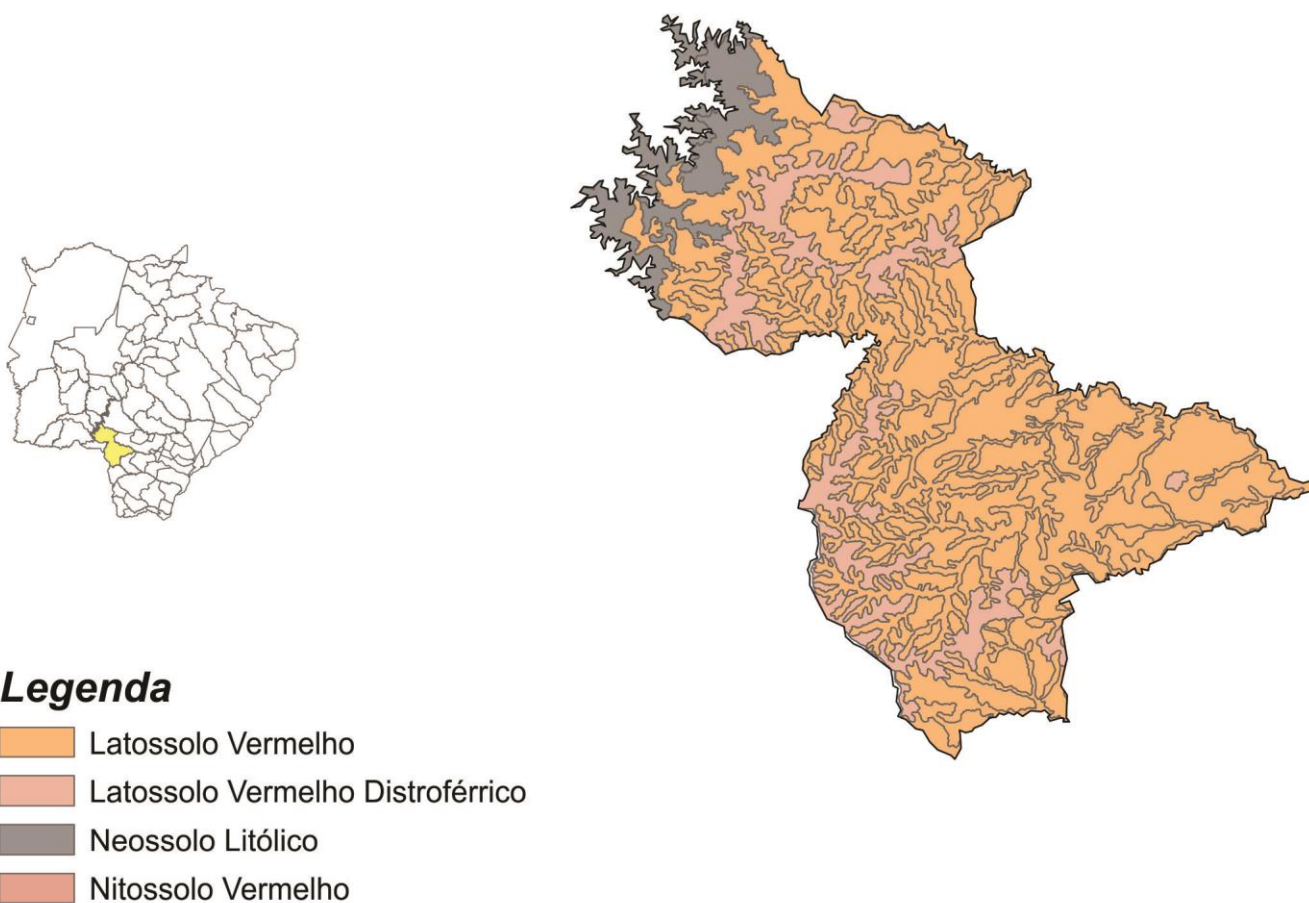 Legenda
Latossolo Vermelho
Latossolo Vermelho Distroférrico
Neossolo Litólico
Nitossolo Vermelho